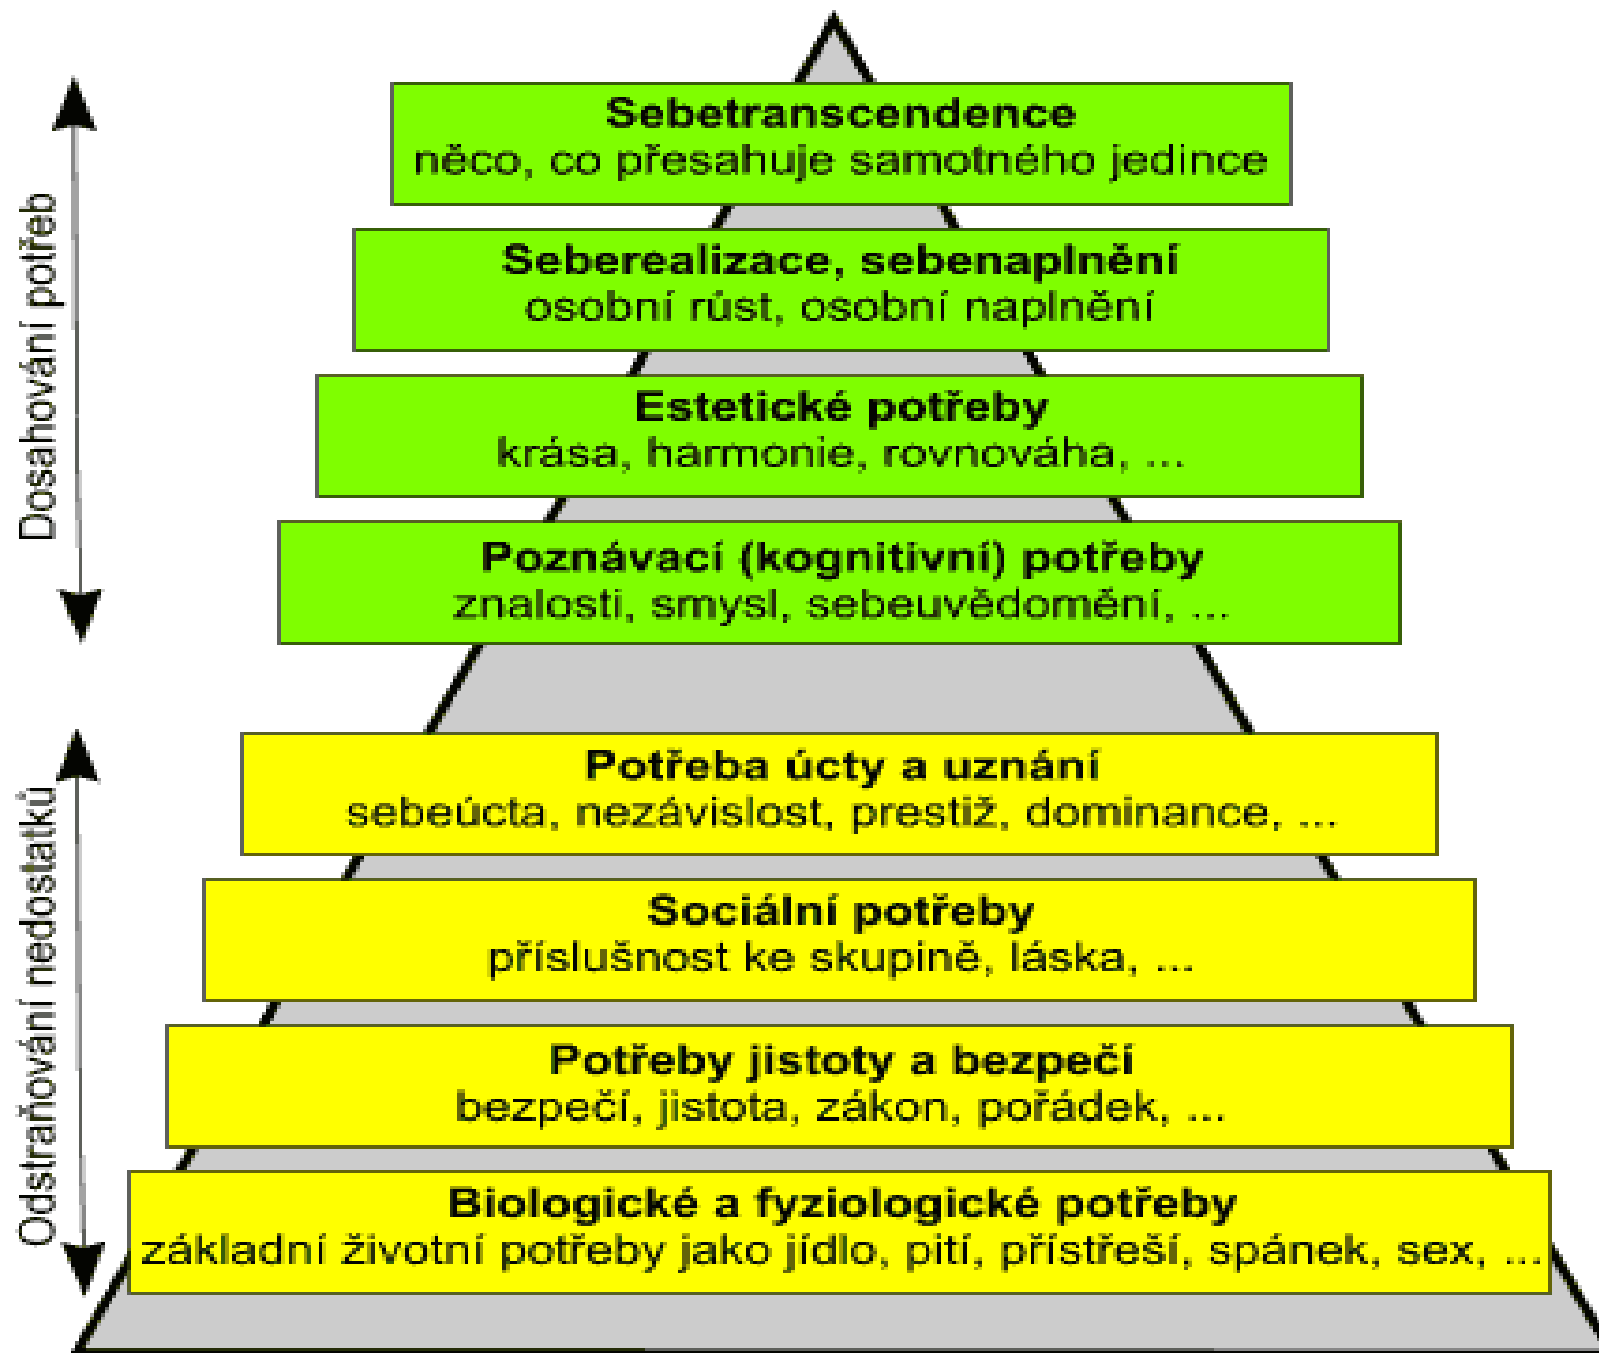 Sebetranscendence
něco, co přesahuje samotného jedince
Seberealizace, sebenaplnění
osobní růst, osobní naplnění
Estetické potřeby
krása, harmonie, rovnováha, ...
Poznávací (kognitivní) potřeby
znalosti, smysl, sebeuvědomění, ...
Dosahování potřeb
Potřeba úcty a uznání
sebeúcta, nezávislost, prestiž, dominance, ...
Sociální potřeby
příslušnost ke skupině, láska, ...
Potřeby jistoty a bezpečí
bezpečí, jistota, zákon, pořádek, ...
Biologické a fyziologické potřeby
základní životní potřeby jako jídlo, pití, přístřeší, spánek, sex, ...
Odstraňování nedostatků